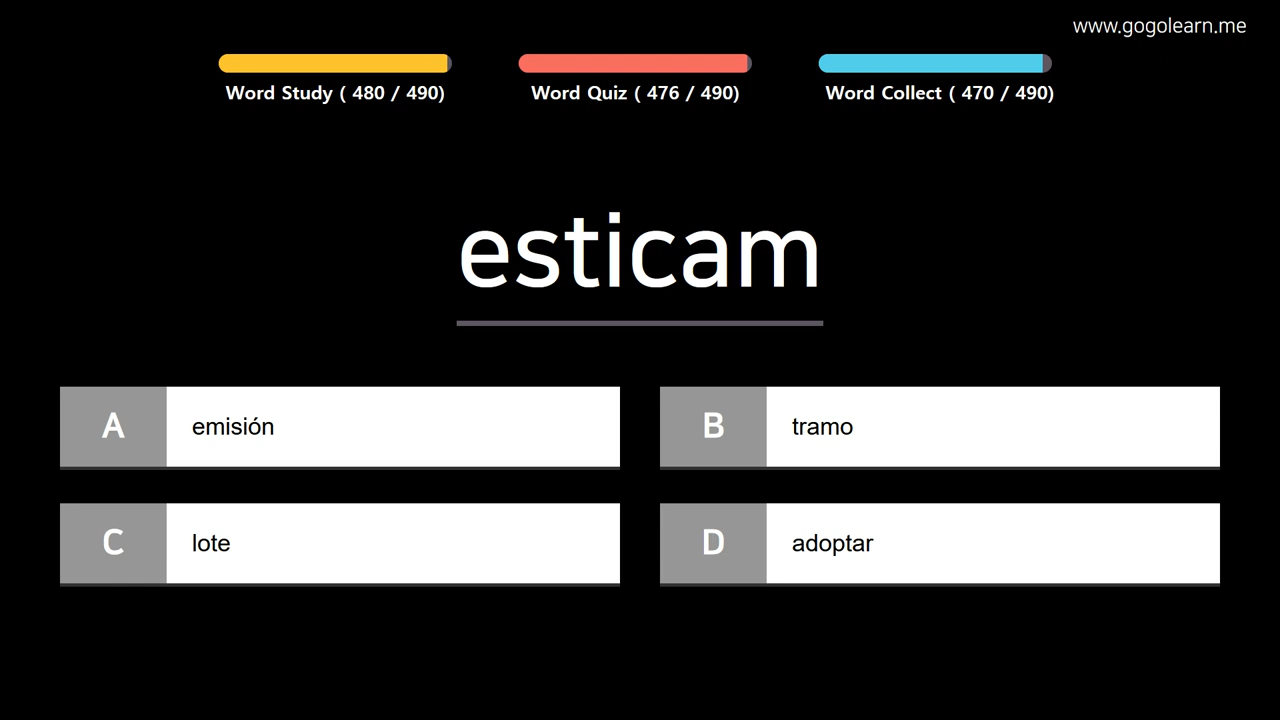 www.gogolearn.me
Word Study ( 480 / 490)
Word Quiz ( 476 / 490)
Word Collect ( 470 / 490)
esticam
A emisión
B tramo
C lote
D adoptar